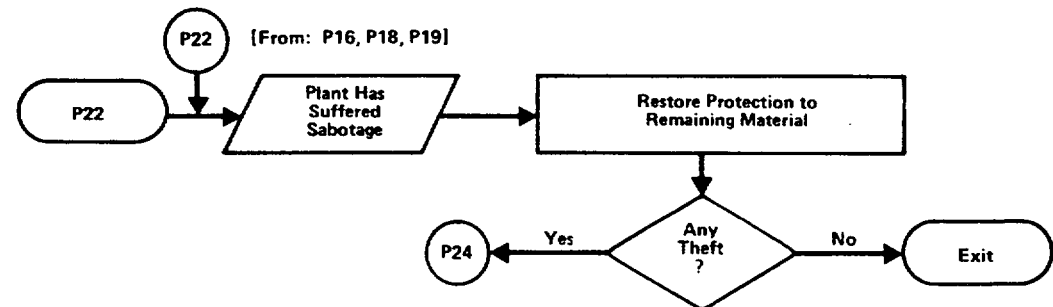 P22
[From: P16, P18, P19]
P22
Plant Has
Suffered
Sabotage
Restore Protection to
Remaining Material
Any
Theft
?
Yes
No
P24
Exit